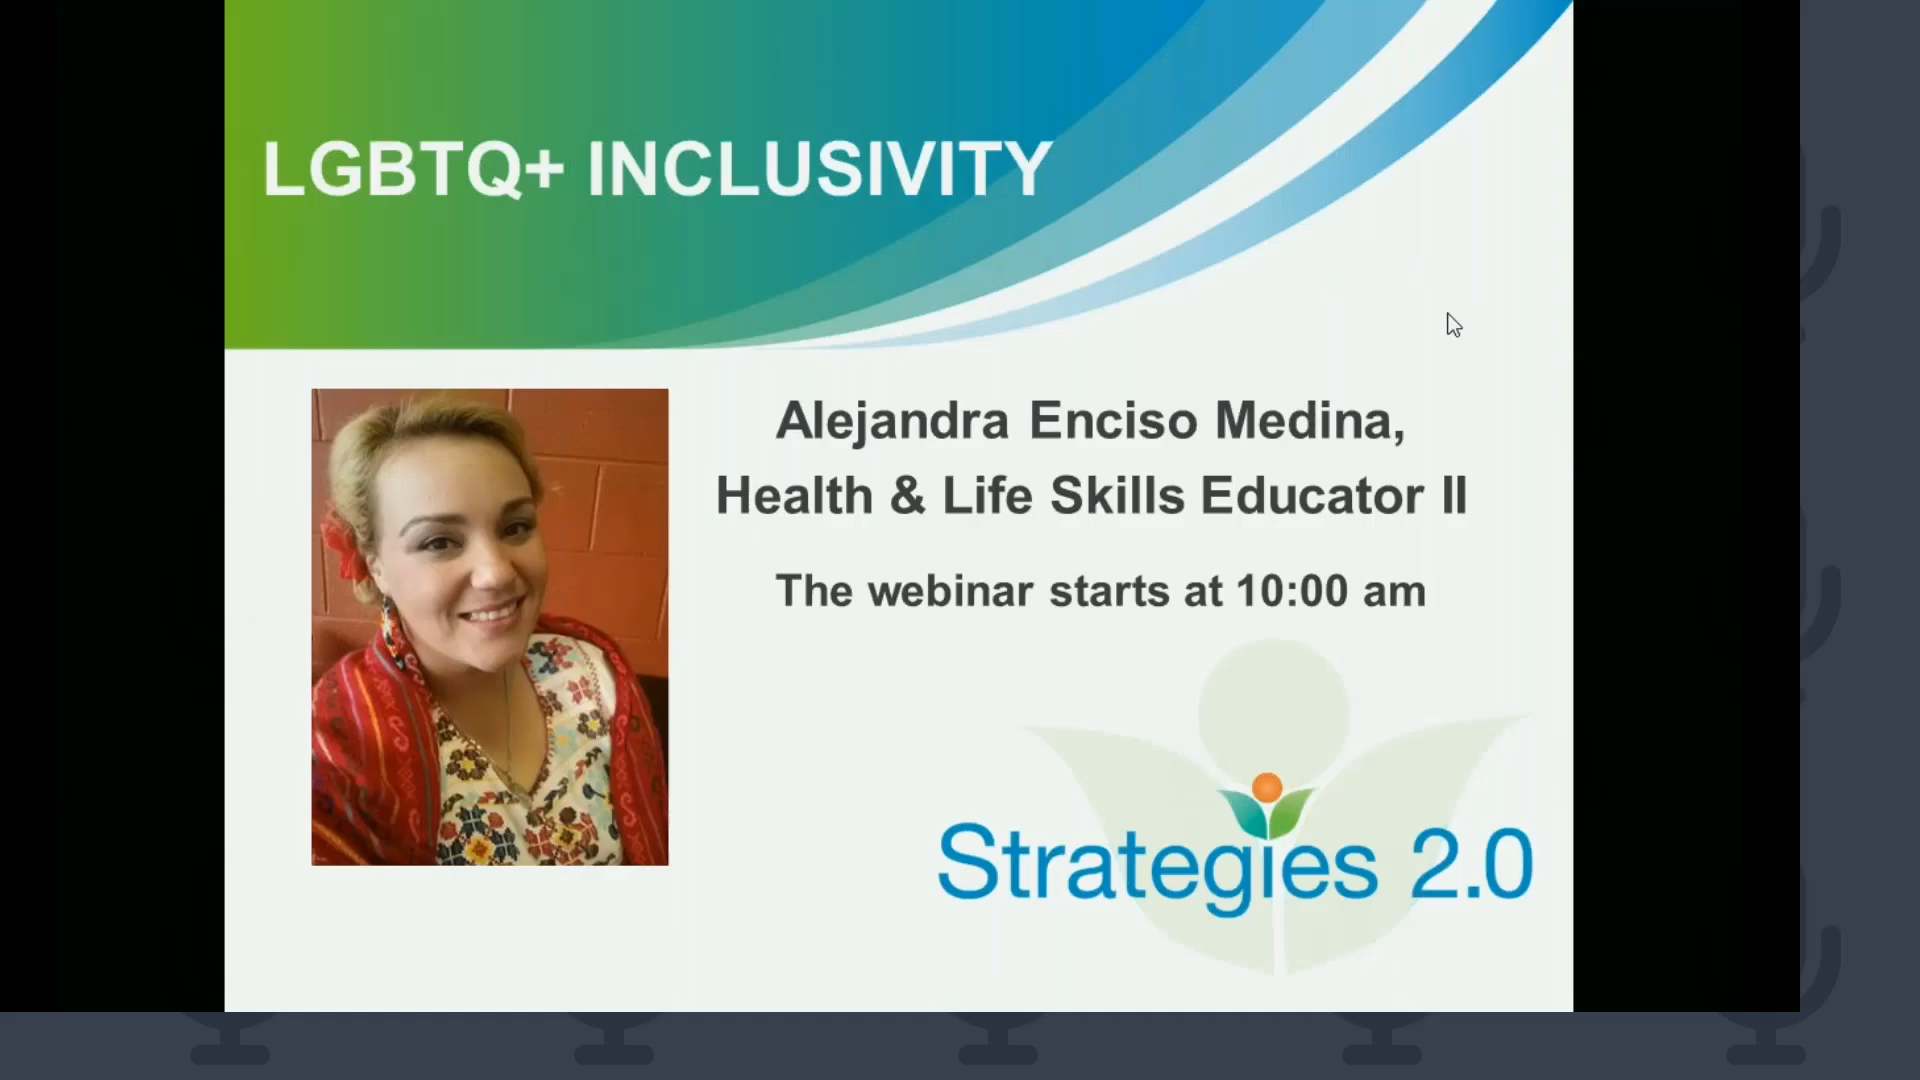 LGBTQ+ INCLUSIVITY
Alejandra Enciso Medina,
Health & Life Skills Educator II
The webinar starts at 10:00 am
Strategies 2.0